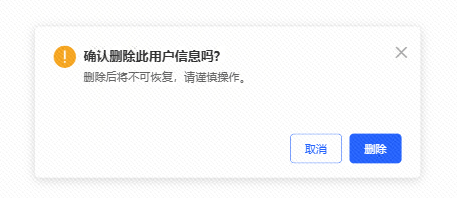 确认删除此用户信息吗?
删除后将不可恢复，请谨慎操作。
取消
删除